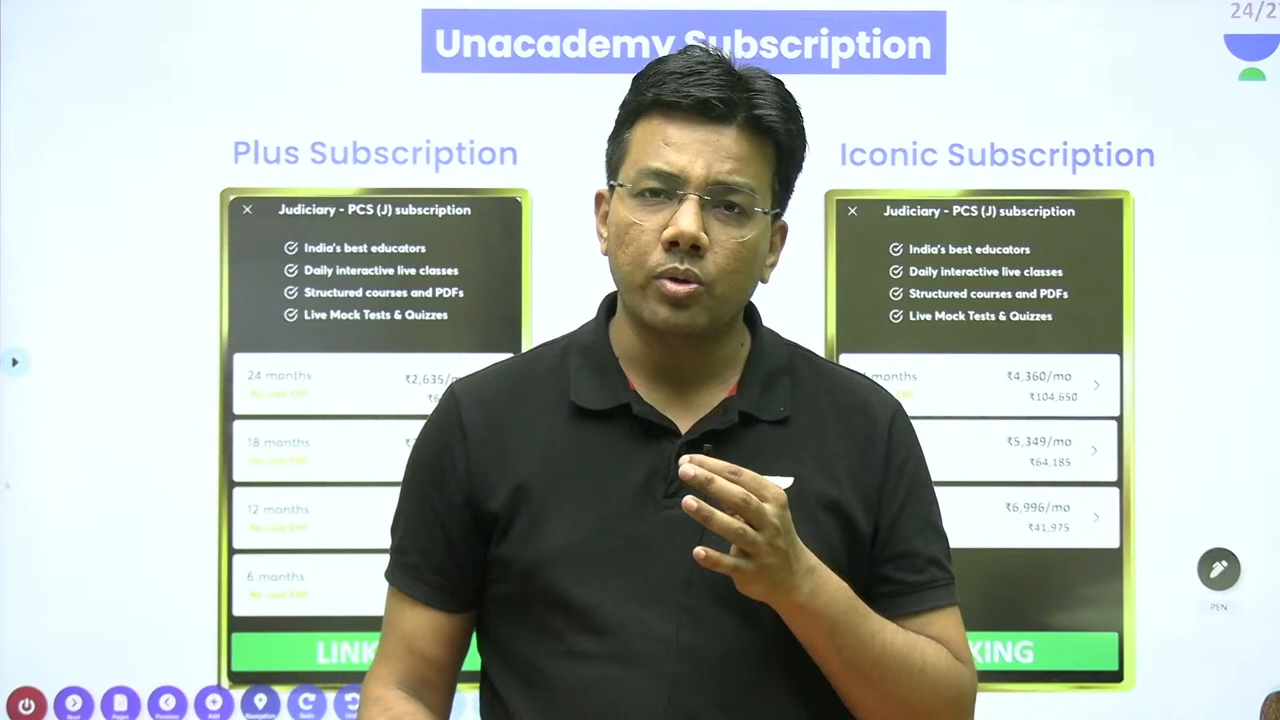 24/2
Unacademy Subscription
Plus Subscription
Iconic Subscription
Judiciary - PCS (J) subscription
India's best educators
Daily interactive live classes
Structured courses and PDFs
Live Mock Tests & Quizzes
24 months
₹2,635/m
18 months
12 months
6 months
LINK
Judiciary - PCS (J) subscription
India's best educators
Daily interactive live classes
Structured courses and PDFs
Live Mock Tests & Quizzes
months
₹4,360/mo
₹104,650
₹5,349/mo
₹64,185
₹6,996/mo
₹41,975
KING
PEN